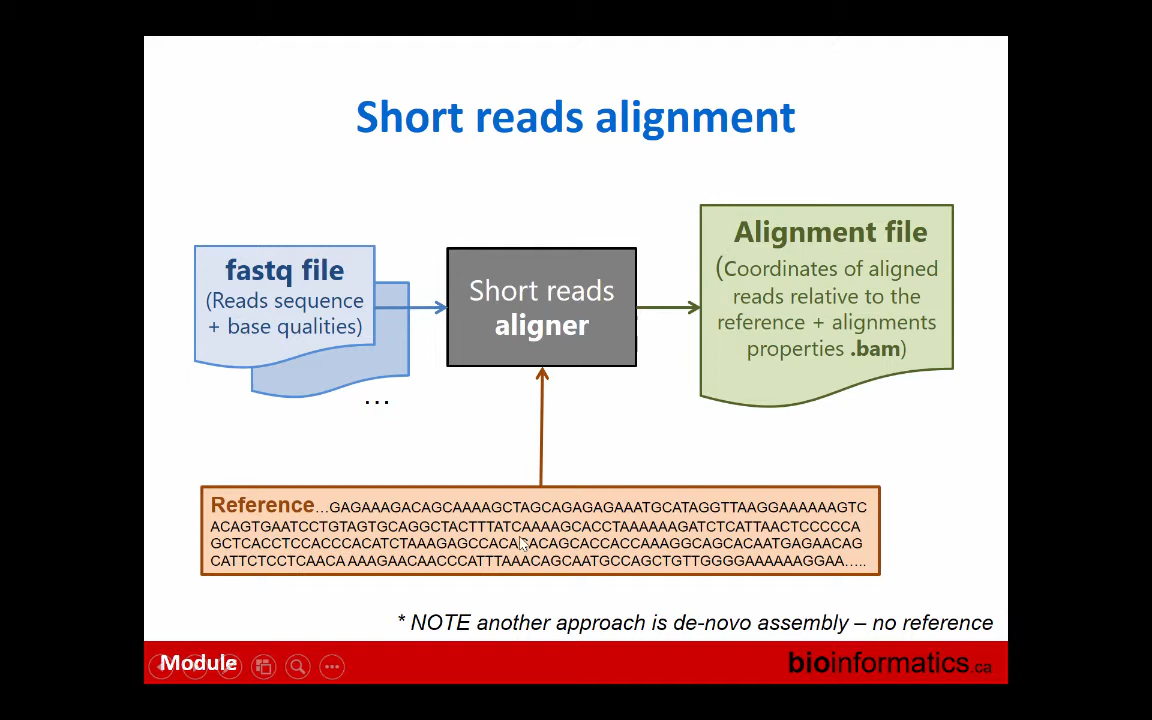 Short reads alignment
fastq file
(Reads sequence
+ base qualities)
...
Short reads
aligner
Alignment file
(Coordinates of aligned
reads relative to the
reference + alignments
properties .bam)
Reference...GAGAAAGACAGCAAAAGCTAGCAGAGAGAAATGCATAGGTTAAGGAAAAAAGTC
ACAGTGAATCCTGTAGTGCAGGCTACTTTATCAAAAGCACCTAAAAAAGATCTCATTAACTCCCCCA
GCTCACCTCCACCCACATCTAAAGAGCCACA ACAGCACCACCAAAGGCAGCACAATGAGAACAG
CATTCTCCTCAACA AAAGAACAACCCATTTAAACAGCAATGCCAGCTGTTGGGGAAAAAAGGAA.....
* NOTE another approach is de-novo assembly – no reference
Module
bioinformatics.ca